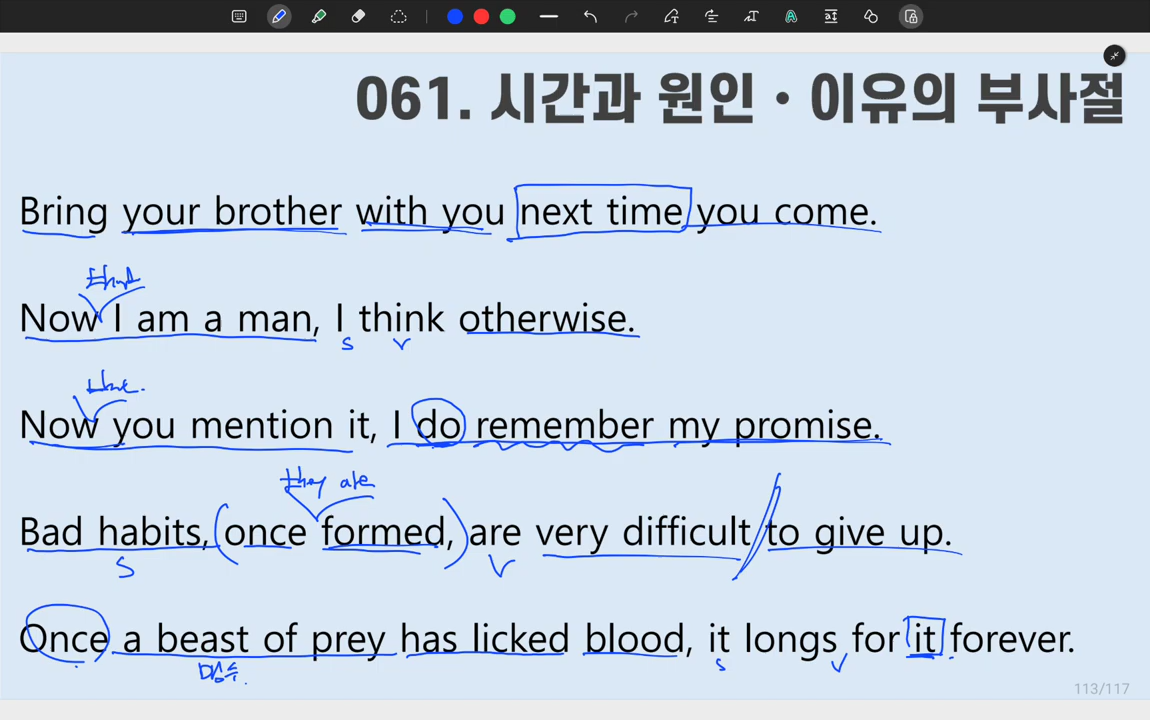 061. 시간과 원인·이유의 부사절
Bring your brother with you next time you come.
that
Now I am a man, I think otherwise.
s v
Now you mention it, I do remember my promise.
they are
Bad habits, (once formed,) are very difficult / to give up.
S V
Once a beast of prey has licked blood, it longs for it forever.
맹수. s v
113/117